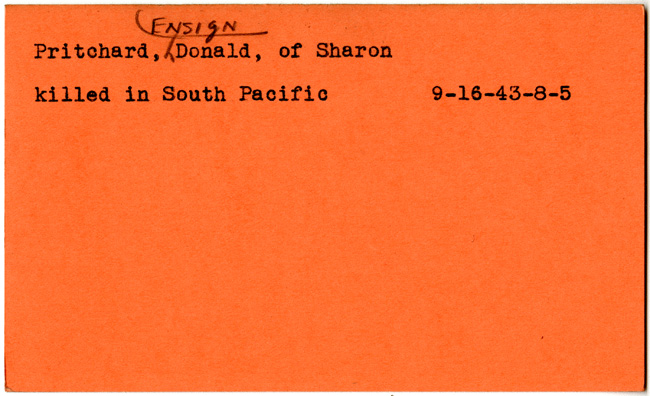 ENSIGN
Pritchard, Donald, of Sharon
killed in South Pacific 9-16-43-8-5